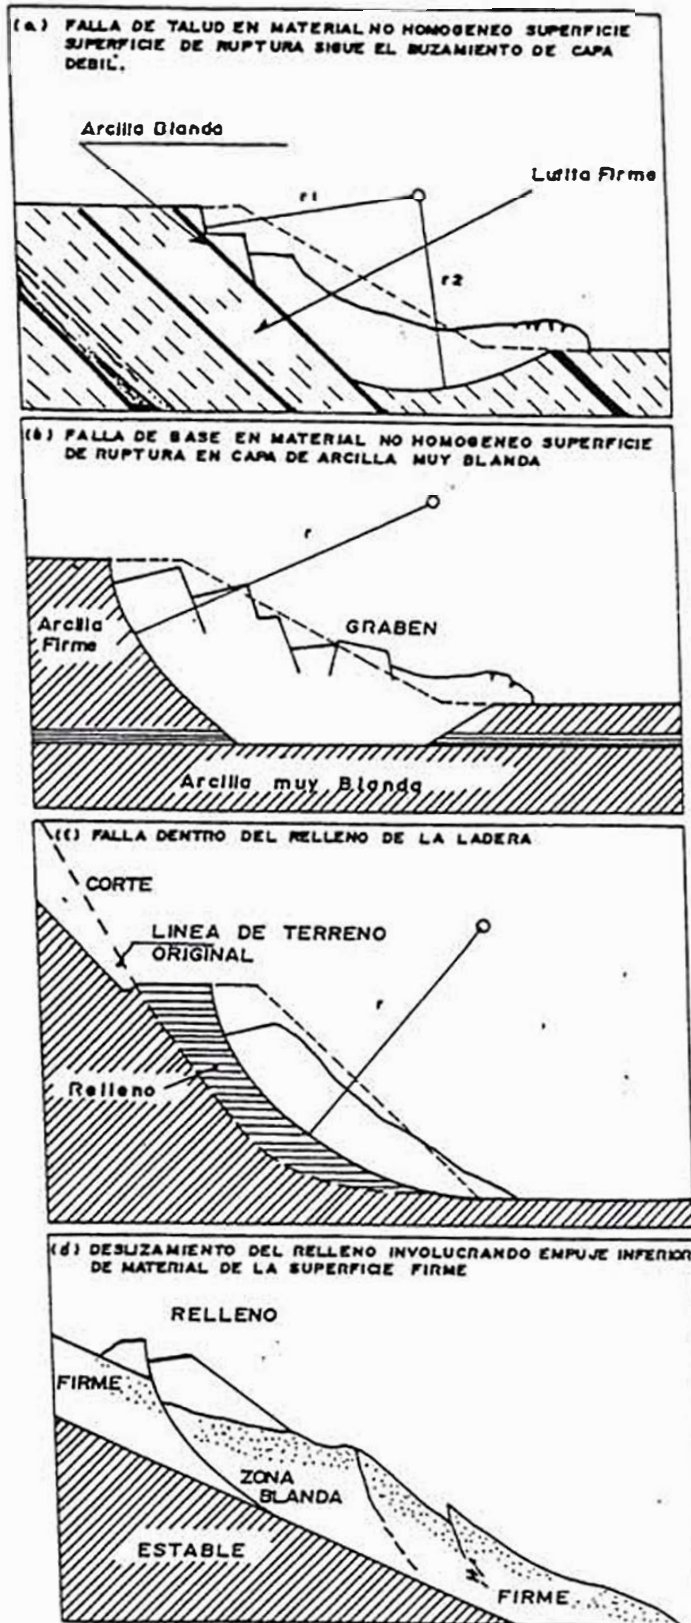 (a) FALLA DE TALUD EN MATERIAL NO HOMOGENEO SUPERFICIE
SUPERFICIE DE RUPTURA SIGUE EL BUZAMIENTO DE CAPA
DEBIL.
Arcilla Blanda
Lutita Firme
r1
r2
(b) FALLA DE BASE EN MATERIAL NO HOMOGENEO SUPERFICIE
DE RUPTURA EN CAPA DE ARCILLA MUY BLANDA
r
Arcilla
Firme
GRABEN
Arcilla muy Blanda
(c) FALLA DENTRO DEL RELLENO DE LA LADERA
CORTE
LINEA DE TERRENO
ORIGINAL
r
Relleno
(d) DESLIZAMIENTO DEL RELLENO INVOLUCRANDO EMPUJE INFERIOR
DE MATERIAL DE LA SUPERFICIE FIRME
RELLENO
FIRME
ZONA
BLANDA
ESTABLE
FIRME